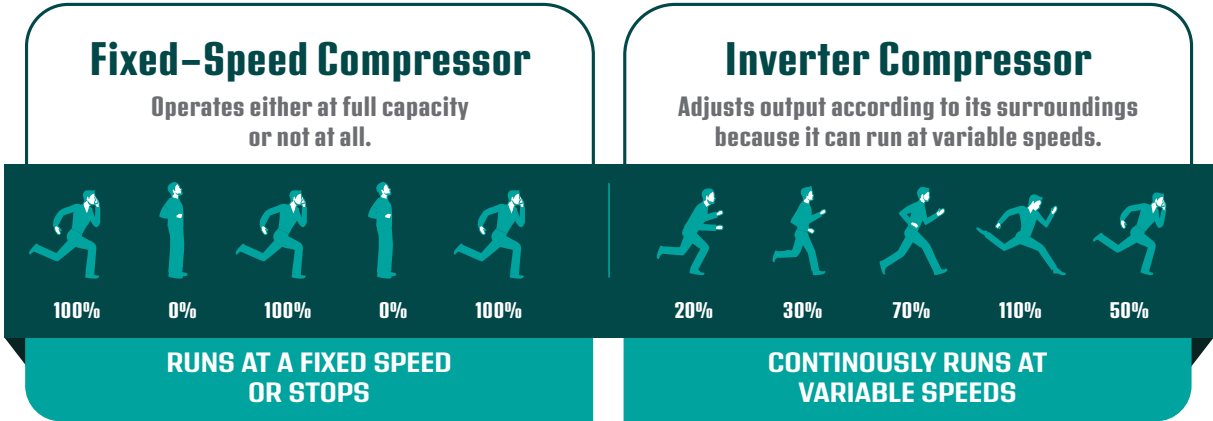 Fixed-Speed Compressor
Operates either at full capacity
or not at all.
100% 0% 100% 0% 100%
RUNS AT A FIXED SPEED
OR STOPS
Inverter Compressor
Adjusts output according to its surroundings
because it can run at variable speeds.
20% 30% 70% 110% 50%
CONTINOUSLY RUNS AT
VARIABLE SPEEDS